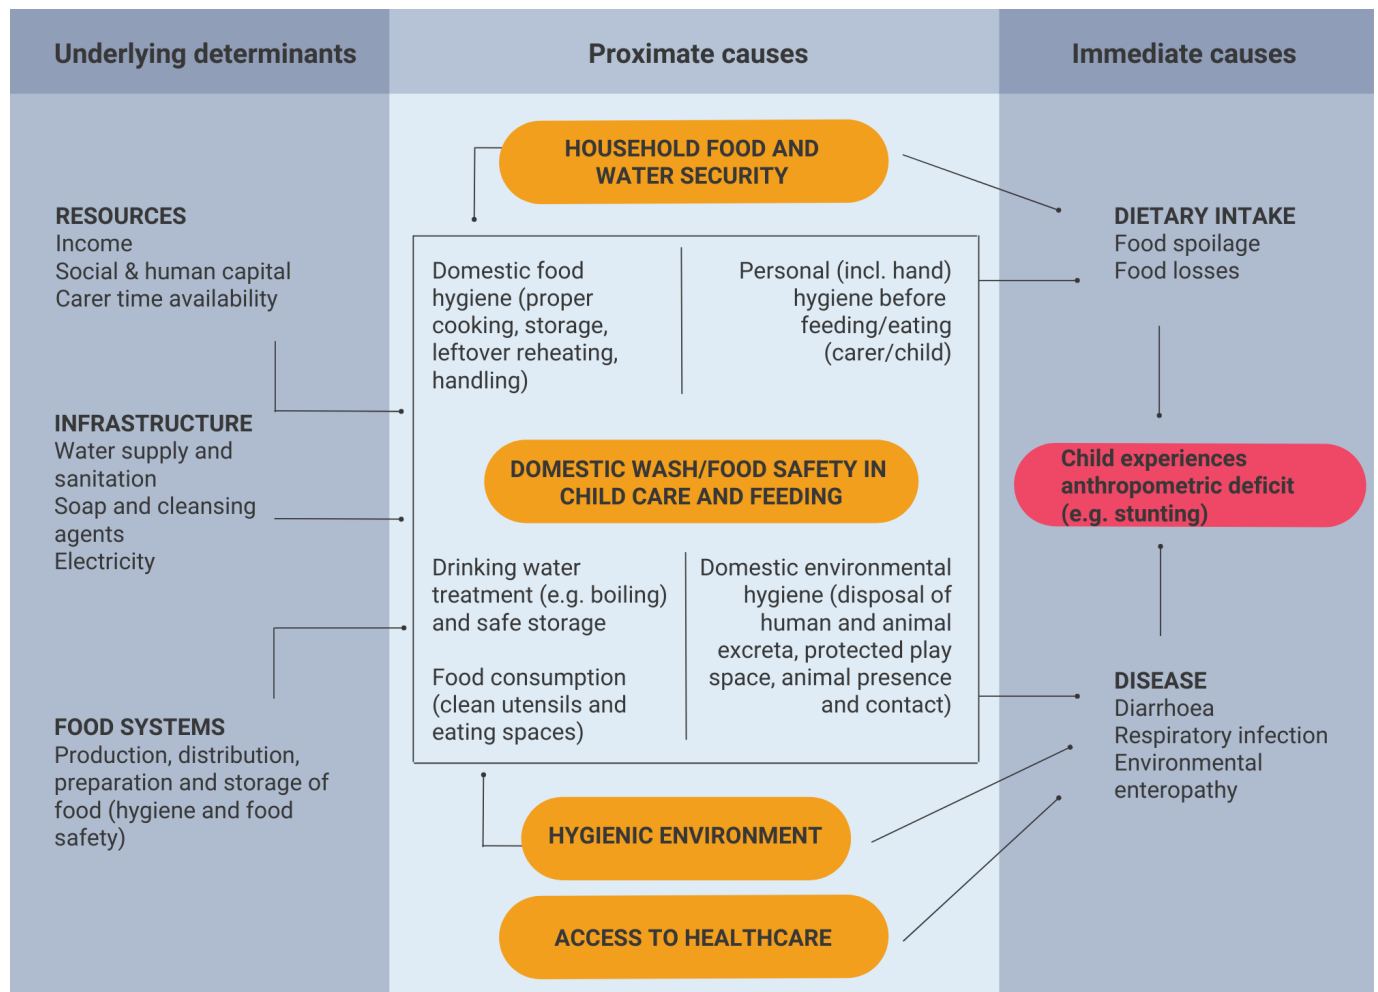 Underlying determinants
Proximate causes
Immediate causes
RESOURCES
Income
Social & human capital
Carer time availability
INFRASTRUCTURE
Water supply and
sanitation
Soap and cleansing
agents
Electricity
FOOD SYSTEMS
Production, distribution,
preparation and storage of
food (hygiene and food
safety)
HOUSEHOLD FOOD AND
WATER SECURITY
Domestic food
hygiene (proper
cooking, storage,
leftover reheating,
handling)
Personal (incl. hand)
hygiene before
feeding/eating
(carer/child)
DOMESTIC WASH/FOOD SAFETY IN
CHILD CARE AND FEEDING
Drinking water
treatment (e.g. boiling)
and safe storage
Food consumption
(clean utensils and
eating spaces)
Domestic environmental
hygiene (disposal of
human and animal
excreta, protected play
space, animal presence
and contact)
HYGIENIC ENVIRONMENT
ACCESS TO HEALTHCARE
DIETARY INTAKE
Food spoilage
Food losses
Child experiences
anthropometric deficit
(e.g. stunting)
DISEASE
Diarrhoea
Respiratory infection
Environmental
enteropathy